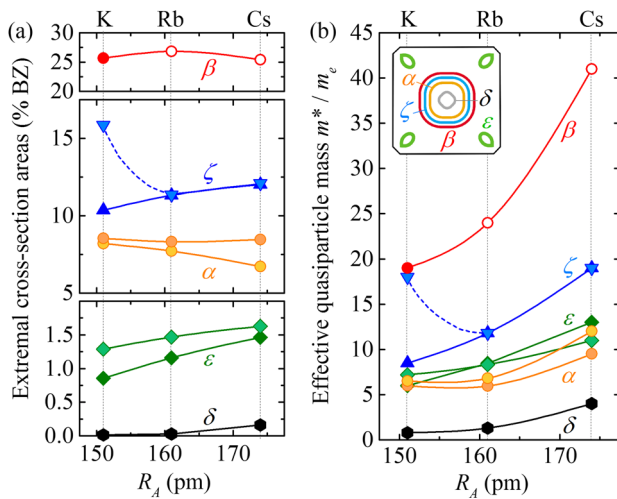 (a) K Rb Cs
Extremal cross-section areas (% BZ)
30
25
20
β
15
10
5
ζ
α
1.5
1.0
0.5
0.0
ε
δ
150 160 170
R_A (pm)
(b) K Rb Cs
Effective quasiparticle mass m* / m_e
45
40
35
30
25
20
15
10
5
0
α
δ
ζ
ε
β
β
ζ
ε
α
δ
150 160 170
R_A (pm)